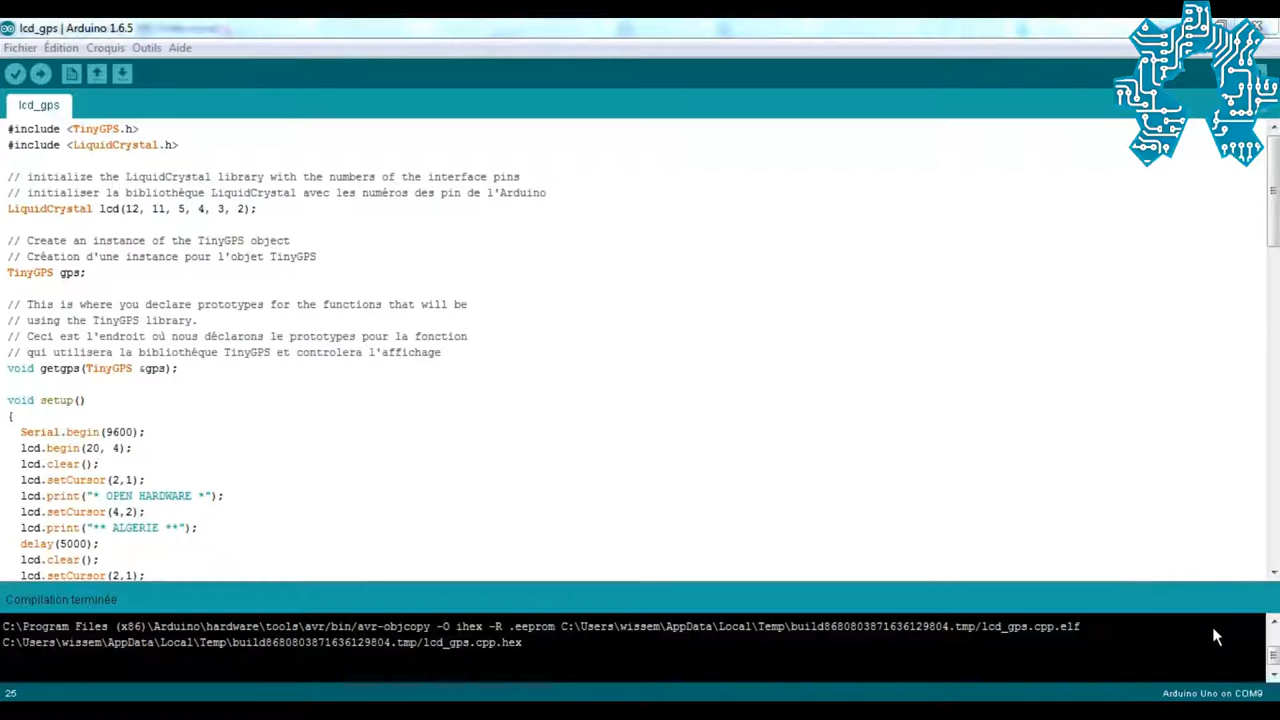 lcd_gps | Arduino 1.6.5
Fichier Édition Croquis Outils Aide
lcd_gps
#include <TinyGPS.h>
#include <LiquidCrystal.h>
// initialize the LiquidCrystal library with the numbers of the interface pins
// initialiser la bibliothèque LiquidCrystal avec les numéros des pin de l'Arduino
LiquidCrystal lcd(12, 11, 5, 4, 3, 2);
// Create an instance of the TinyGPS object
// Création d'une instance pour l'objet TinyGPS
TinyGPS gps;
// This is where you declare prototypes for the functions that will be
// using the TinyGPS library.
// Ceci est l'endroit où nous déclarons le prototypes pour la fonction
// qui utilisera la bibliothéque TinyGPS et controlera l'affichage
void getgps(TinyGPS &gps);
void setup()
{
Serial.begin(9600);
lcd.begin(20, 4);
lcd.clear();
lcd.setCursor(2,1);
lcd.print("* OPEN HARDWARE *");
lcd.setCursor(4,2);
lcd.print("** ALGERIE **");
delay(5000);
lcd.clear();
lcd.setCursor(2,1);
Compilation terminée
C:\Program Files (x86)\Arduino\hardware\tools\avr/bin/avr-objcopy -O ihex -R .eeprom C:\Users\wissem\AppData\Local\Temp\build8680803871636129804.tmp/lcd_gps.cpp.elf
C:\Users\wissem\AppData\Local\Temp\build8680803871636129804.tmp/lcd_gps.cpp.hex
25
Arduino Uno on COM9